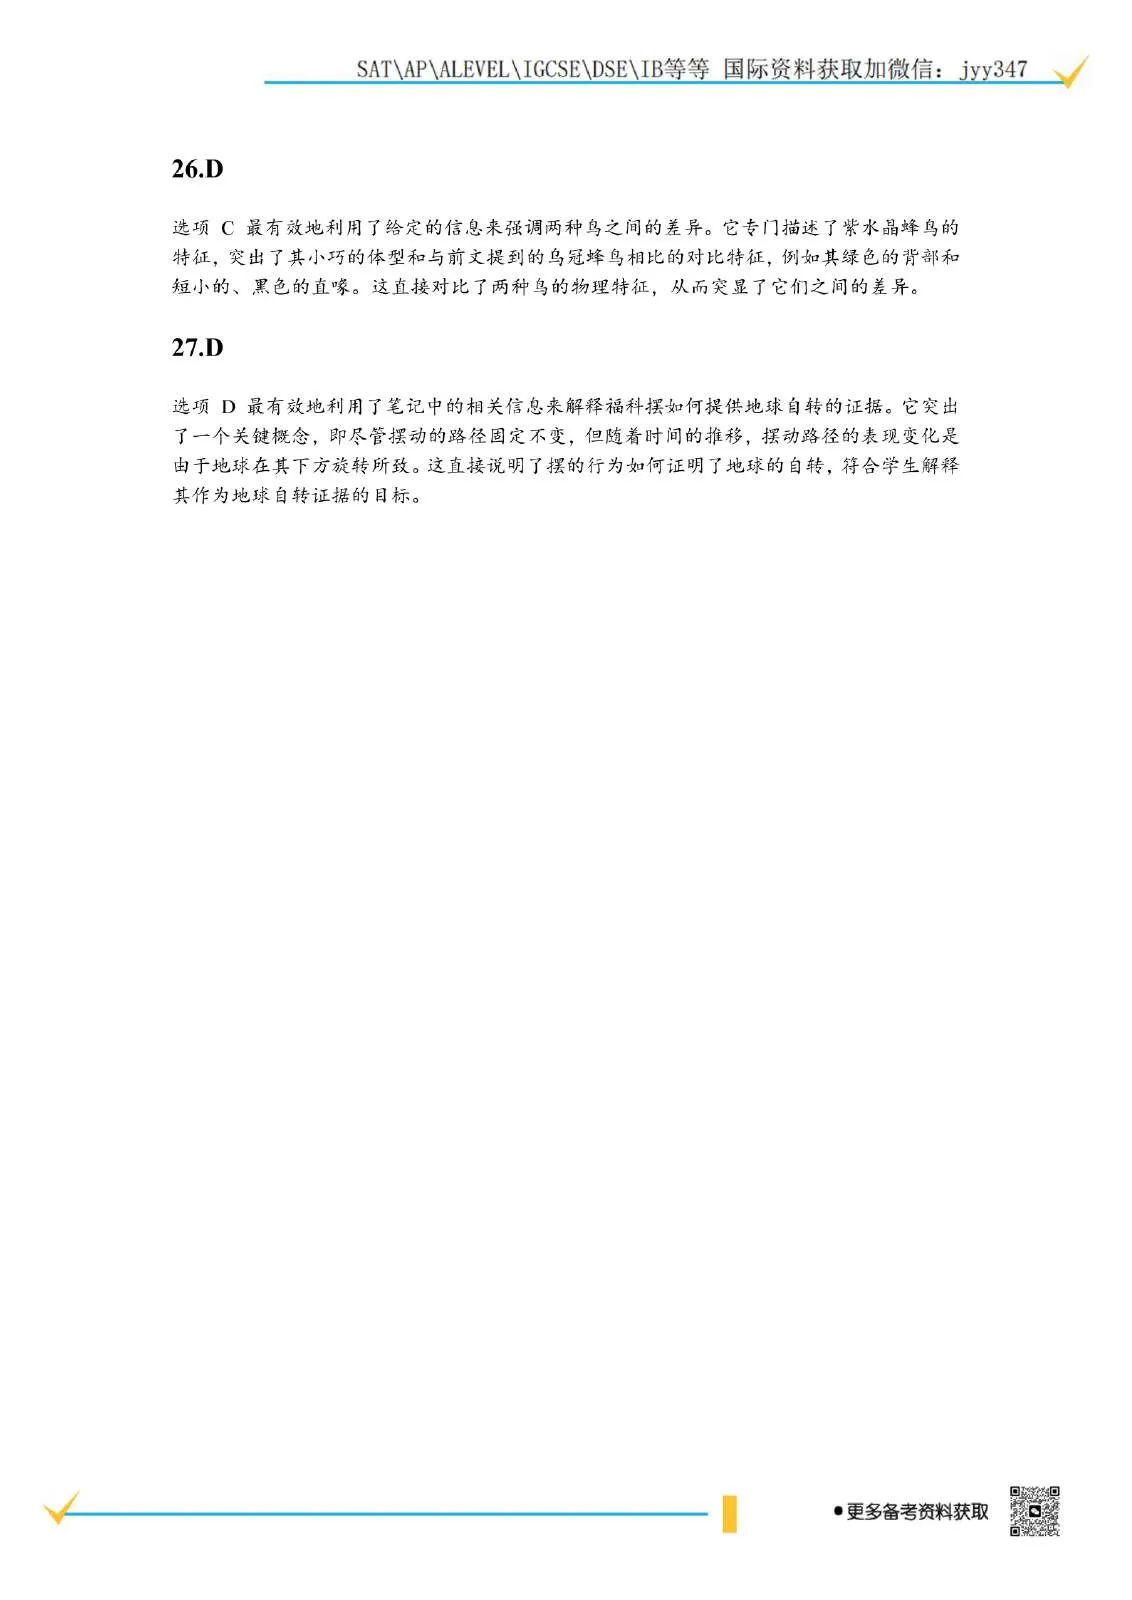 SAT\AP\ALEVEL\IGCSE\DSE\IB等等 国际资料获取加微信：jyy347
26.D
选项 C 最有效地利用了给定的信息来强调两种鸟之间的差异。它专门描述了紫水晶蜂鸟的
特征，突出了其小巧的体型和与前文提到的乌冠蜂鸟相比的对比特征，例如其绿色的背部和
短小的、黑色的直喙。这直接对比了两种鸟的物理特征，从而突显了它们之间的差异。
27.D
选项 D 最有效地利用了笔记中的相关信息来解释福科摆如何提供地球自转的证据。它突出
了一个关键概念，即尽管摆动的路径固定不变，但随着时间的推移，摆动路径的表现变化是
由于地球在其下方旋转所致。这直接说明了摆的行为如何证明了地球的自转，符合学生解释
其作为地球自转证据的目标。
•更多备考资料获取